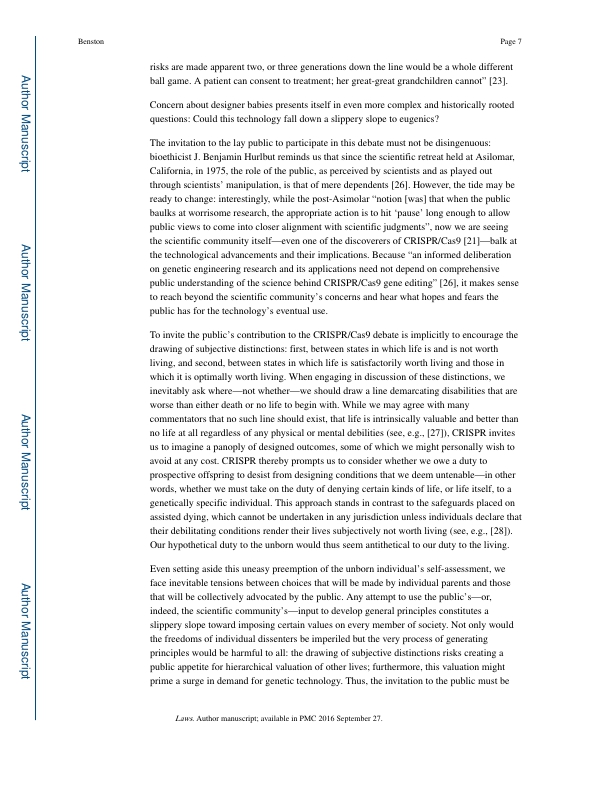 Benston
Page 7
Author Manuscript
Author Manuscript
Author Manuscript
Author Manuscript
risks are made apparent two, or three generations down the line would be a whole different
ball game. A patient can consent to treatment; her great-great grandchildren cannot” [23].
Concern about designer babies presents itself in even more complex and historically rooted
questions: Could this technology fall down a slippery slope to eugenics?
The invitation to the lay public to participate in this debate must not be disingenuous:
bioethicist J. Benjamin Hurlbut reminds us that since the scientific retreat held at Asilomar,
California, in 1975, the role of the public, as perceived by scientists and as played out
through scientists’ manipulation, is that of mere dependents [26]. However, the tide may be
ready to change: interestingly, while the post-Asimolar “notion [was] that when the public
baulks at worrisome research, the appropriate action is to hit ‘pause’ long enough to allow
public views to come into closer alignment with scientific judgments”, now we are seeing
the scientific community itself—even one of the discoverers of CRISPR/Cas9 [21]—balk at
the technological advancements and their implications. Because “an informed deliberation
on genetic engineering research and its applications need not depend on comprehensive
public understanding of the science behind CRISPR/Cas9 gene editing” [26], it makes sense
to reach beyond the scientific community’s concerns and hear what hopes and fears the
public has for the technology’s eventual use.
To invite the public’s contribution to the CRISPR/Cas9 debate is implicitly to encourage the
drawing of subjective distinctions: first, between states in which life is and is not worth
living, and second, between states in which life is satisfactorily worth living and those in
which it is optimally worth living. When engaging in discussion of these distinctions, we
inevitably ask where—not whether—we should draw a line demarcating disabilities that are
worse than either death or no life to begin with. While we may agree with many
commentators that no such line should exist, that life is intrinsically valuable and better than
no life at all regardless of any physical or mental debilities (see, e.g., [27]), CRISPR invites
us to imagine a panoply of designed outcomes, some of which we might personally wish to
avoid at any cost. CRISPR thereby prompts us to consider whether we owe a duty to
prospective offspring to desist from designing conditions that we deem untenable—in other
words, whether we must take on the duty of denying certain kinds of life, or life itself, to a
genetically specific individual. This approach stands in contrast to the safeguards placed on
assisted dying, which cannot be undertaken in any jurisdiction unless individuals declare that
their debilitating conditions render their lives subjectively not worth living (see, e.g., [28]).
Our hypothetical duty to the unborn would thus seem antithetical to our duty to the living.
Even setting aside this uneasy preemption of the unborn individual’s self-assessment, we
face inevitable tensions between choices that will be made by individual parents and those
that will be collectively advocated by the public. Any attempt to use the public’s—or,
indeed, the scientific community’s—input to develop general principles constitutes a
slippery slope toward imposing certain values on every member of society. Not only would
the freedoms of individual dissenters be imperiled but the very process of generating
principles would be harmful to all: the drawing of subjective distinctions risks creating a
public appetite for hierarchical valuation of other lives; furthermore, this valuation might
prime a surge in demand for genetic technology. Thus, the invitation to the public must be
Laws. Author manuscript; available in PMC 2016 September 27.